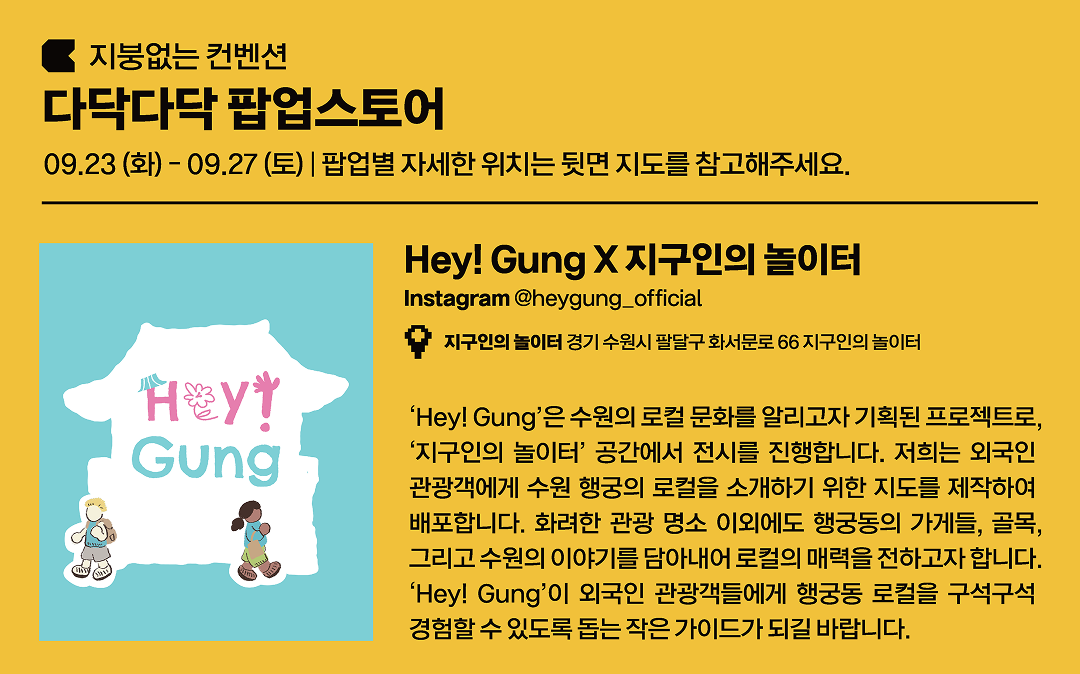 지붕없는 컨벤션
다닥다닥 팝업스토어
09.23 (화) - 09.27 (토) | 팝업별 자세한 위치는 뒷면 지도를 참고해주세요.
Hey! Gung
Hey! Gung X 지구인의 놀이터
Instagram @heygung_official
지구인의 놀이터 경기 수원시 팔달구 화서문로 66 지구인의 놀이터
‘Hey! Gung’은 수원의 로컬 문화를 알리고자 기획된 프로젝트로,
‘지구인의 놀이터’ 공간에서 전시를 진행합니다. 저희는 외국인
관광객에게 수원 행궁의 로컬을 소개하기 위한 지도를 제작하여
배포합니다. 화려한 관광 명소 이외에도 행궁동의 가게들, 골목,
그리고 수원의 이야기를 담아내어 로컬의 매력을 전하고자 합니다.
‘Hey! Gung’이 외국인 관광객들에게 행궁동 로컬을 구석구석
경험할 수 있도록 돕는 작은 가이드가 되길 바랍니다.